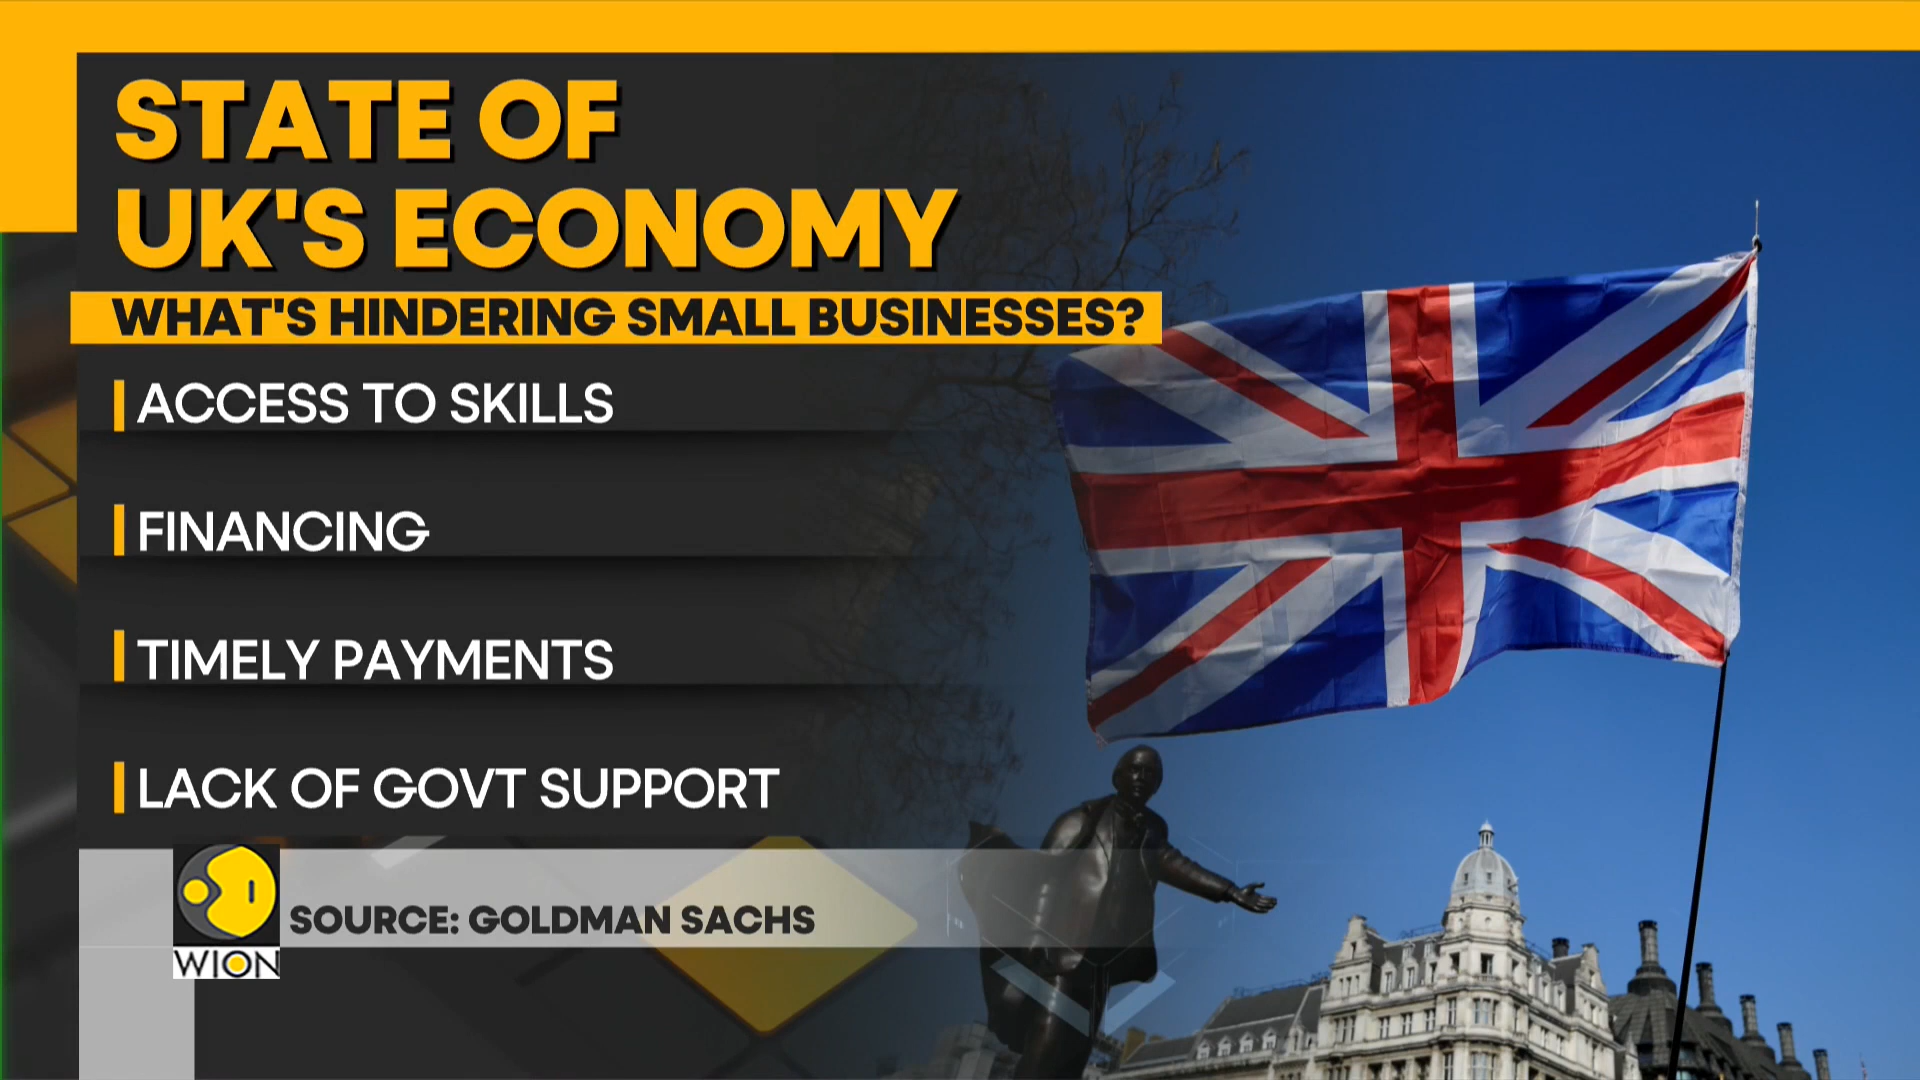 STATE OF
UK'S ECONOMY
WHAT'S HINDERING SMALL BUSINESSES?
ACCESS TO SKILLS
FINANCING
TIMELY PAYMENTS
LACK OF GOVT SUPPORT
SOURCE: GOLDMAN SACHS
WION